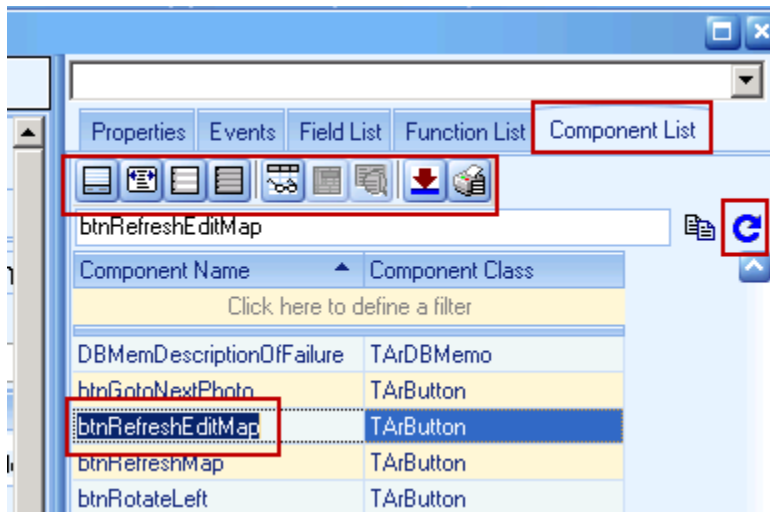 Properties Events Field List Function List Component List
btnRefreshEditMap
Component Name Component Class
Click here to define a filter
DBMemDescriptionOfFailure TArDBMemo
btnGotoNextPhoto TArButton
btnRefreshEditMap TArButton
btnRefreshMap TArButton
btnRotateLeft TArButton